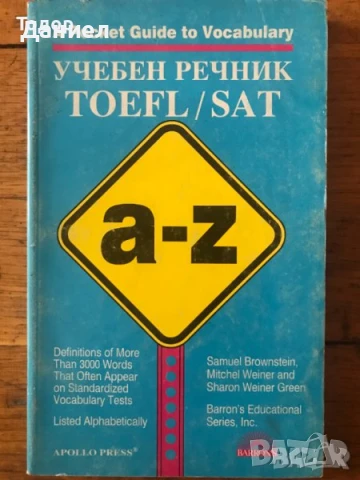 Тодор
Даниел
Pocket Guide to Vocabulary
УЧЕБЕН РЕЧНИК
TOEFL / SAT
a-z
Definitions of More
Than 3000 Words
That Often Appear
on Standardized
Vocabulary Tests
Listed Alphabetically
Samuel Brownstein,
Mitchel Weiner and
Sharon Weiner Green
Barron's Educational
Series, Inc.
APOLLO PRESS®
BARRON'S
bazar